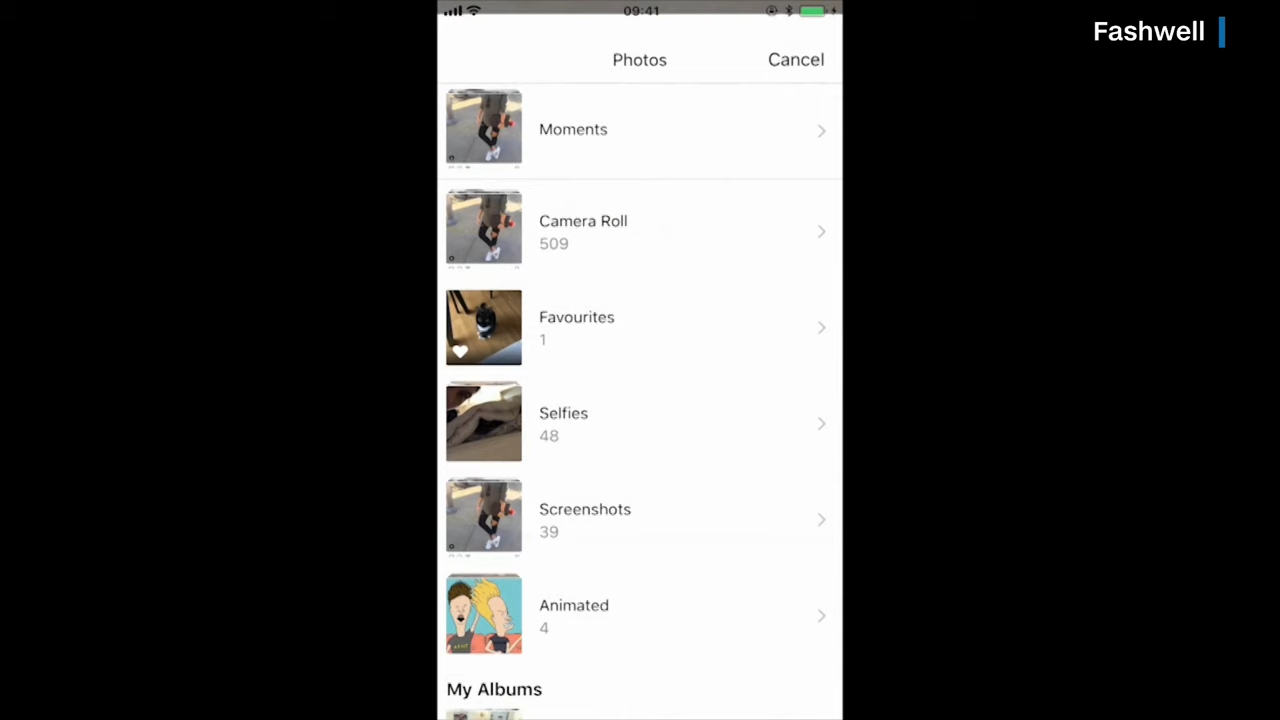 09:41
Fashwell
Photos
Cancel
Moments
Camera Roll
509
Favourites
1
Selfies
48
Screenshots
39
Animated
4
My Albums